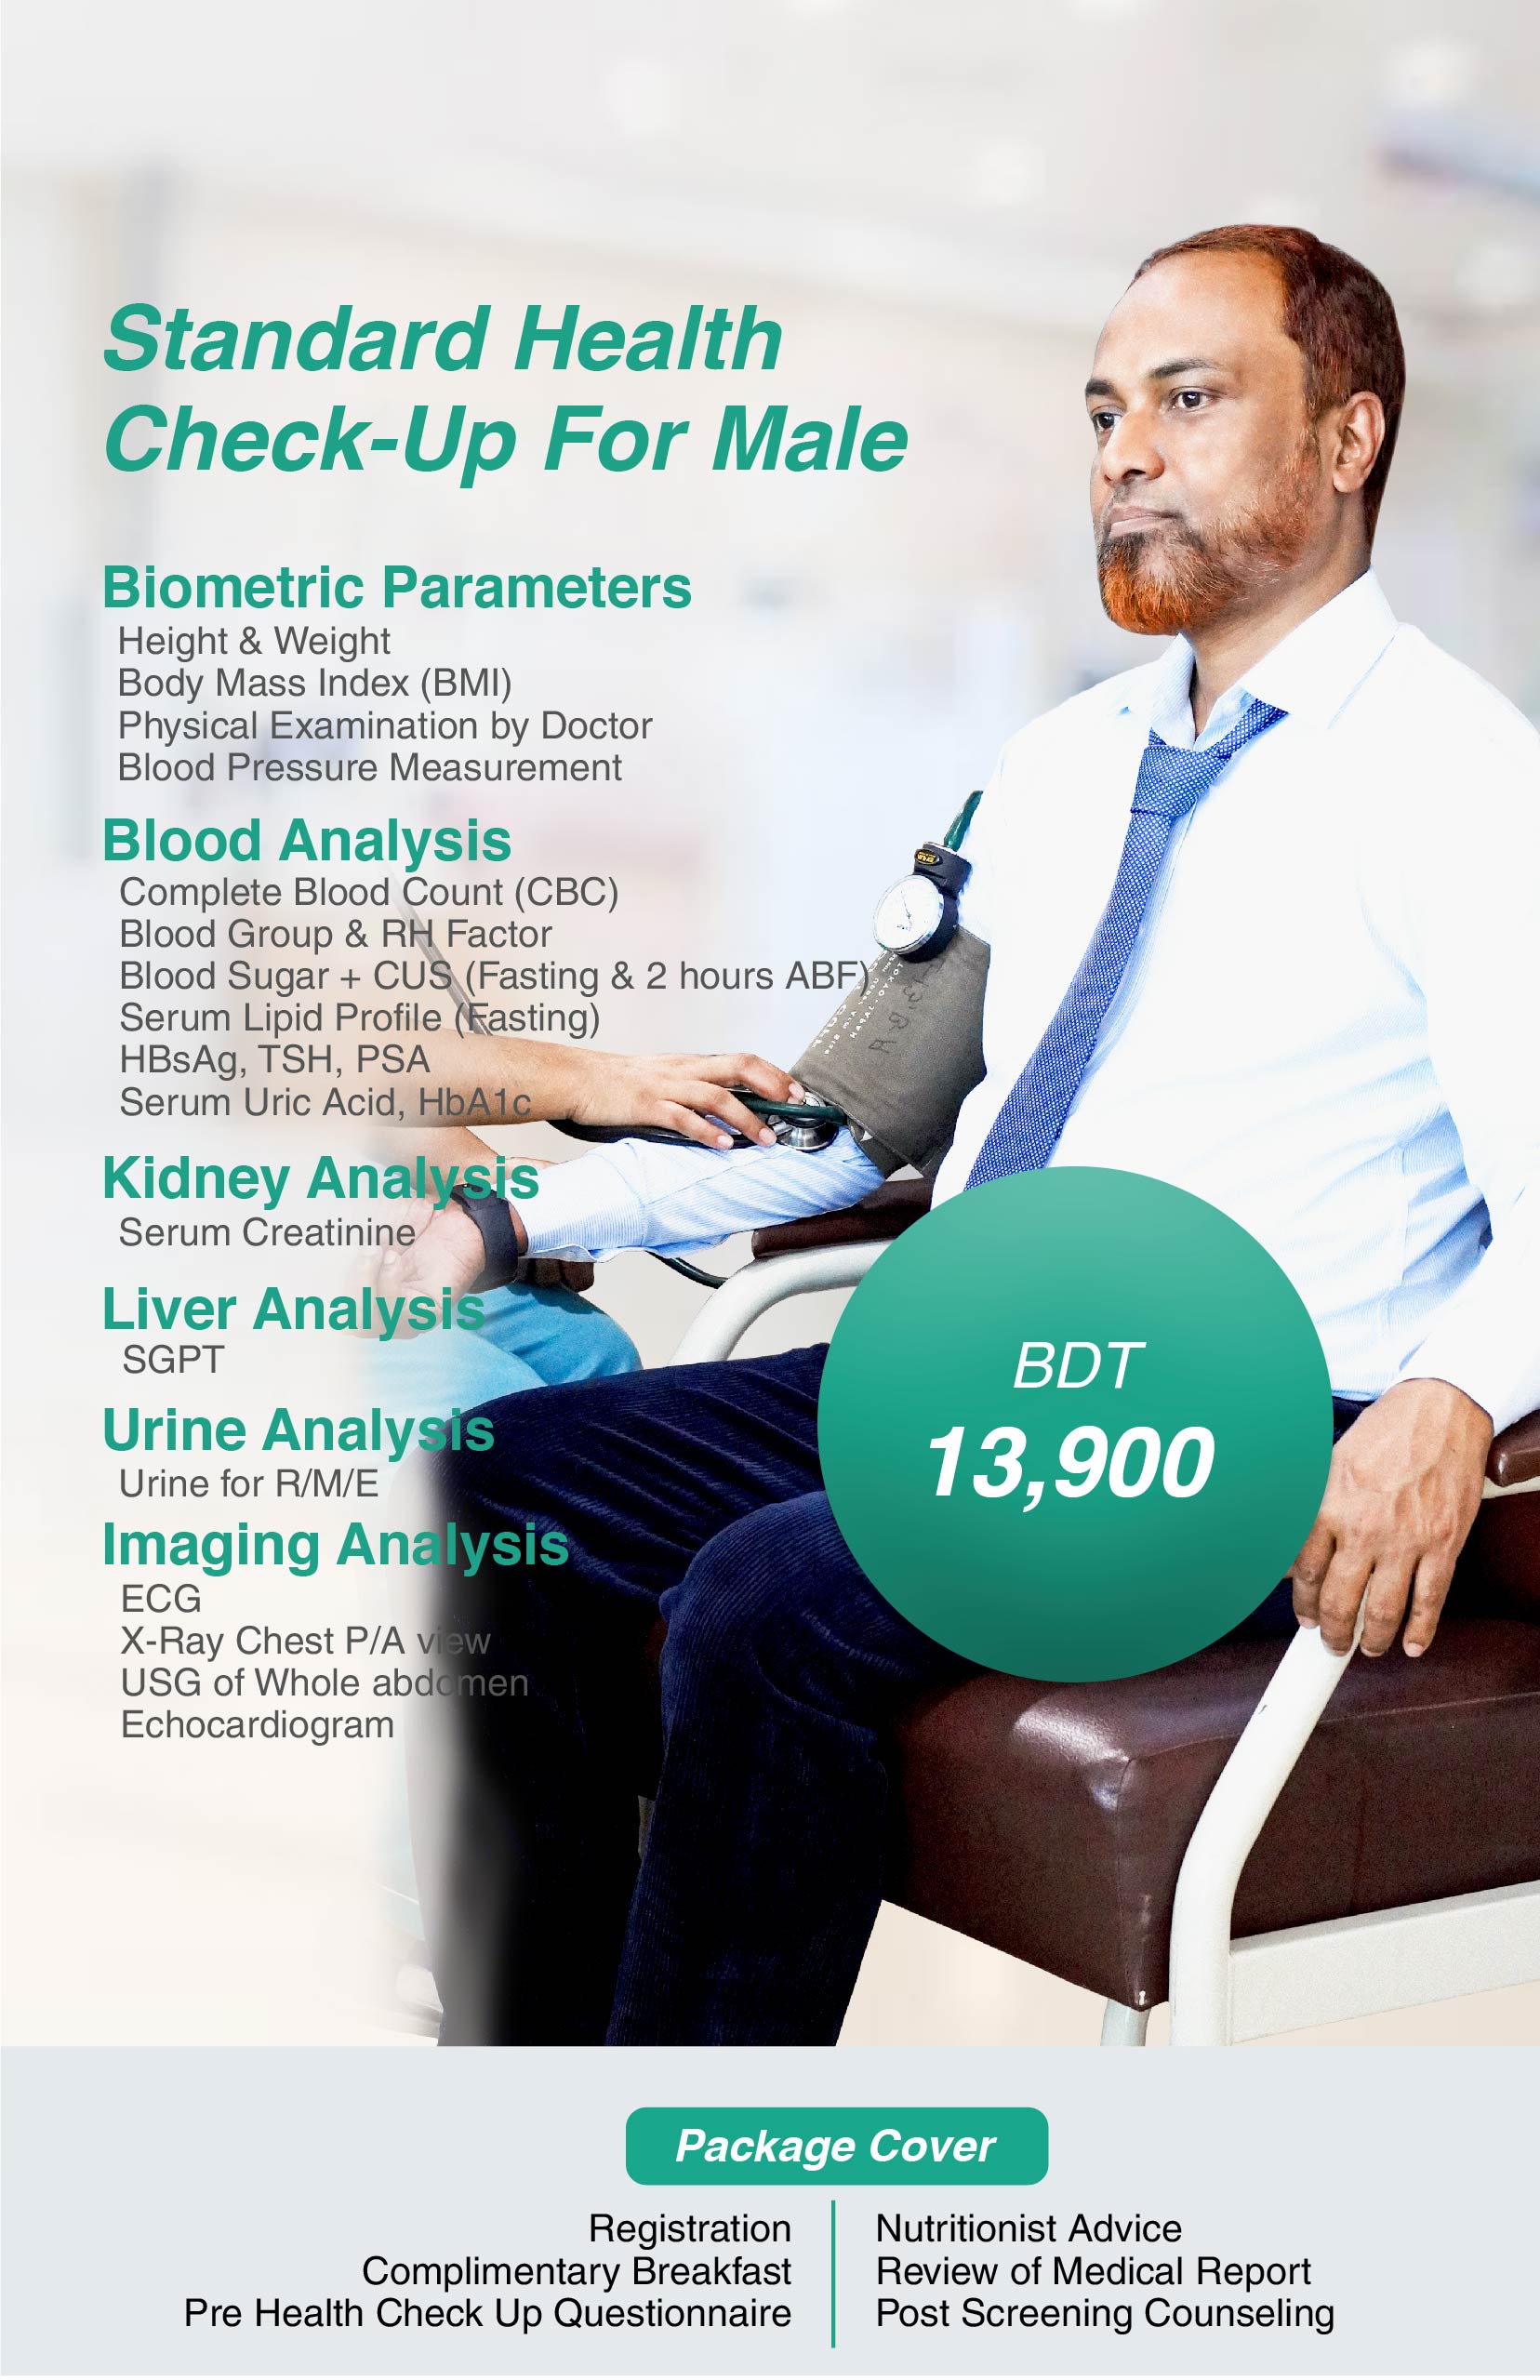 Standard Health
Check-Up For Male
Biometric Parameters
Height & Weight
Body Mass Index (BMI)
Physical Examination by Doctor
Blood Pressure Measurement
Blood Analysis
Complete Blood Count (CBC)
Blood Group & RH Factor
Blood Sugar + CUS (Fasting & 2 hours ABF)
Serum Lipid Profile (Fasting)
HBsAg, TSH, PSA
Serum Uric Acid, HbA1c
Kidney Analysis
Serum Creatinine
Liver Analysis
SGPT
Urine Analysis
Urine for R/M/E
Imaging Analysis
ECG
X-Ray Chest P/A view
USG of Whole abdomen
Echocardiogram
BDT
13,900
Package Cover
Registration
Complimentary Breakfast
Pre Health Check Up Questionnaire
Nutritionist Advice
Review of Medical Report
Post Screening Counseling